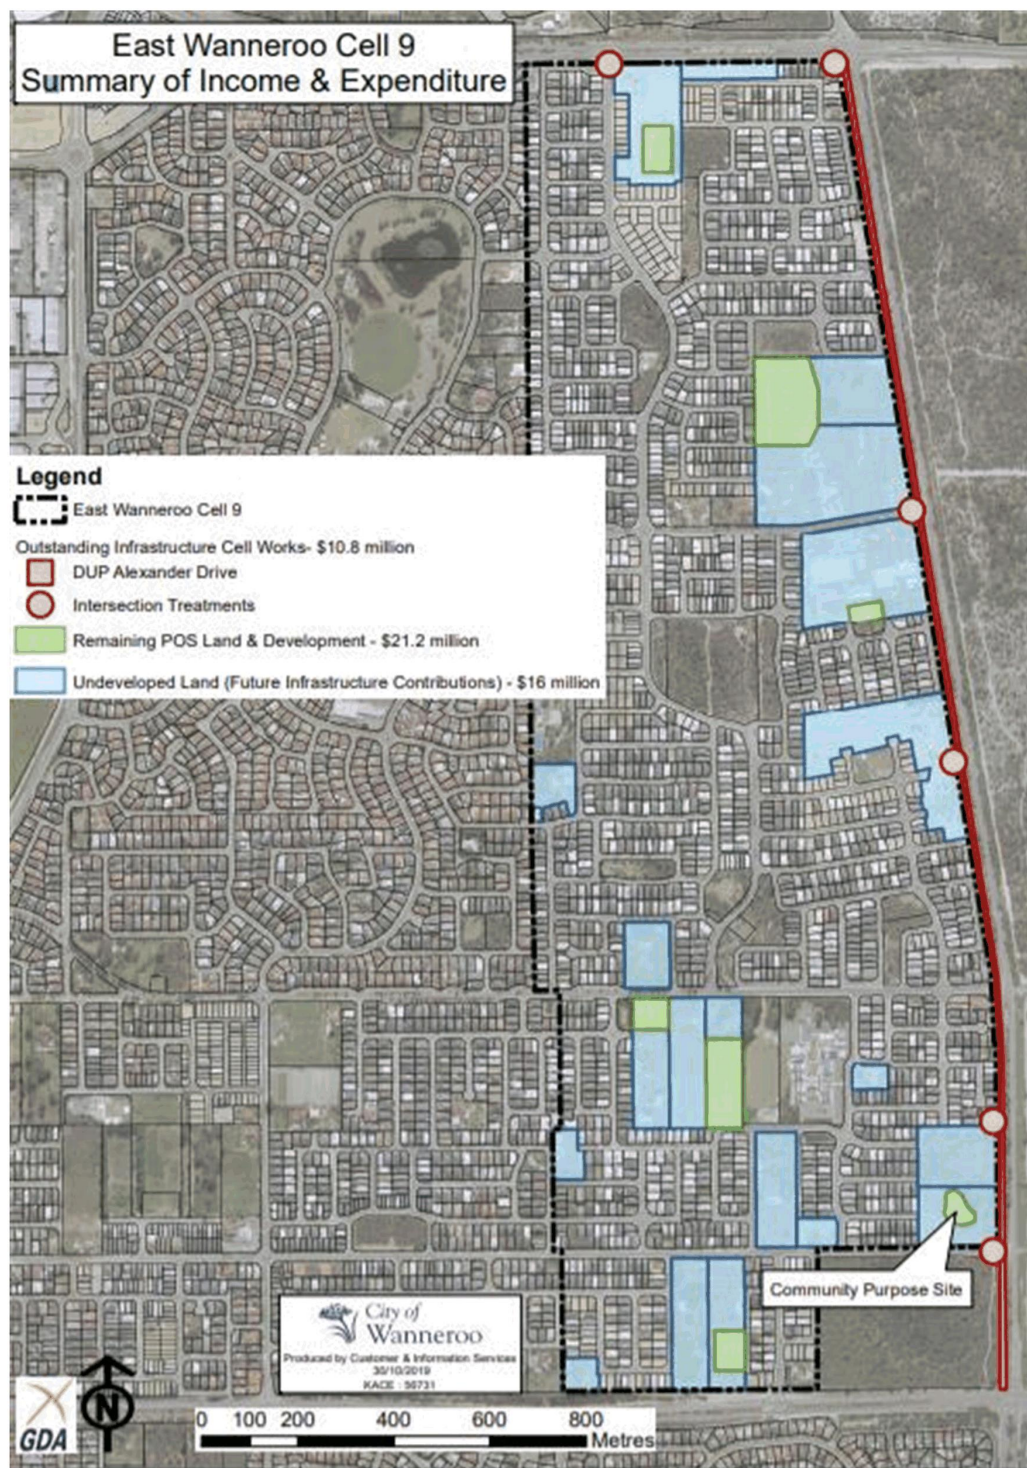 East Wanneroo Cell 9
Summary of Income & Expenditure
Legend
East Wanneroo Cell 9
Outstanding Infrastructure Cell Works- $10.8 million
DUP Alexander Drive
Intersection Treatments
Remaining POS Land & Development - $21.2 million
Undeveloped Land (Future Infrastructure Contributions) - $16 million
Community Purpose Site
City of
Wanneroo
Produced by Customer & Information Services
30/10/2019
KACE : 56731
N
GDA
0 100 200 400 600 800
Metres